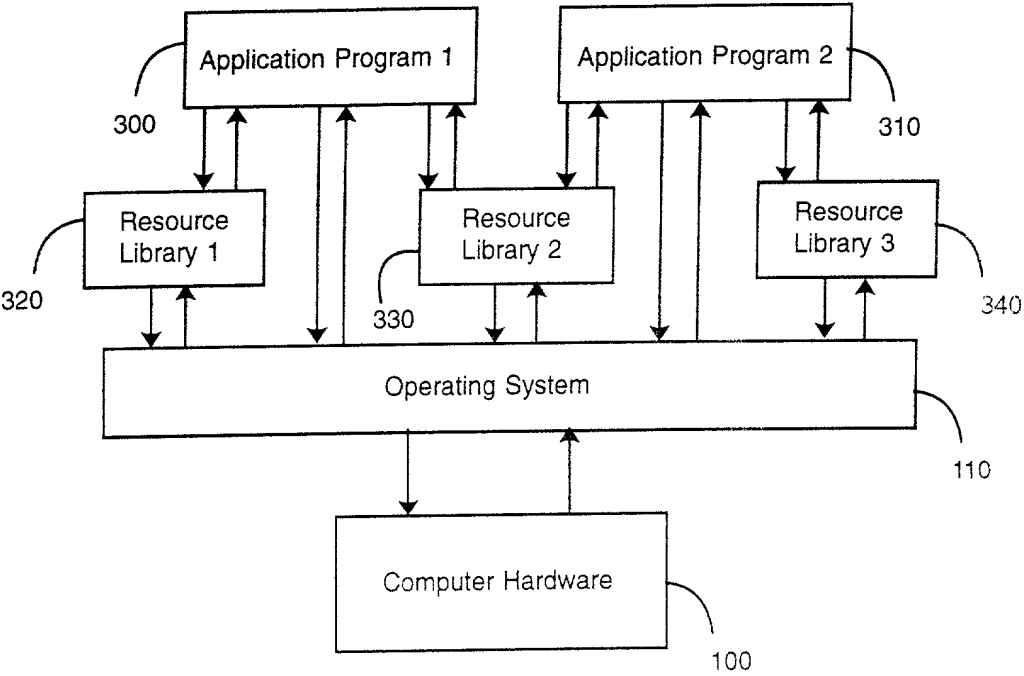 Application Program 1
Application Program 2
300
310
Resource
Library 1
Resource
Library 2
Resource
Library 3
320
330
340
Operating System
110
Computer Hardware
100